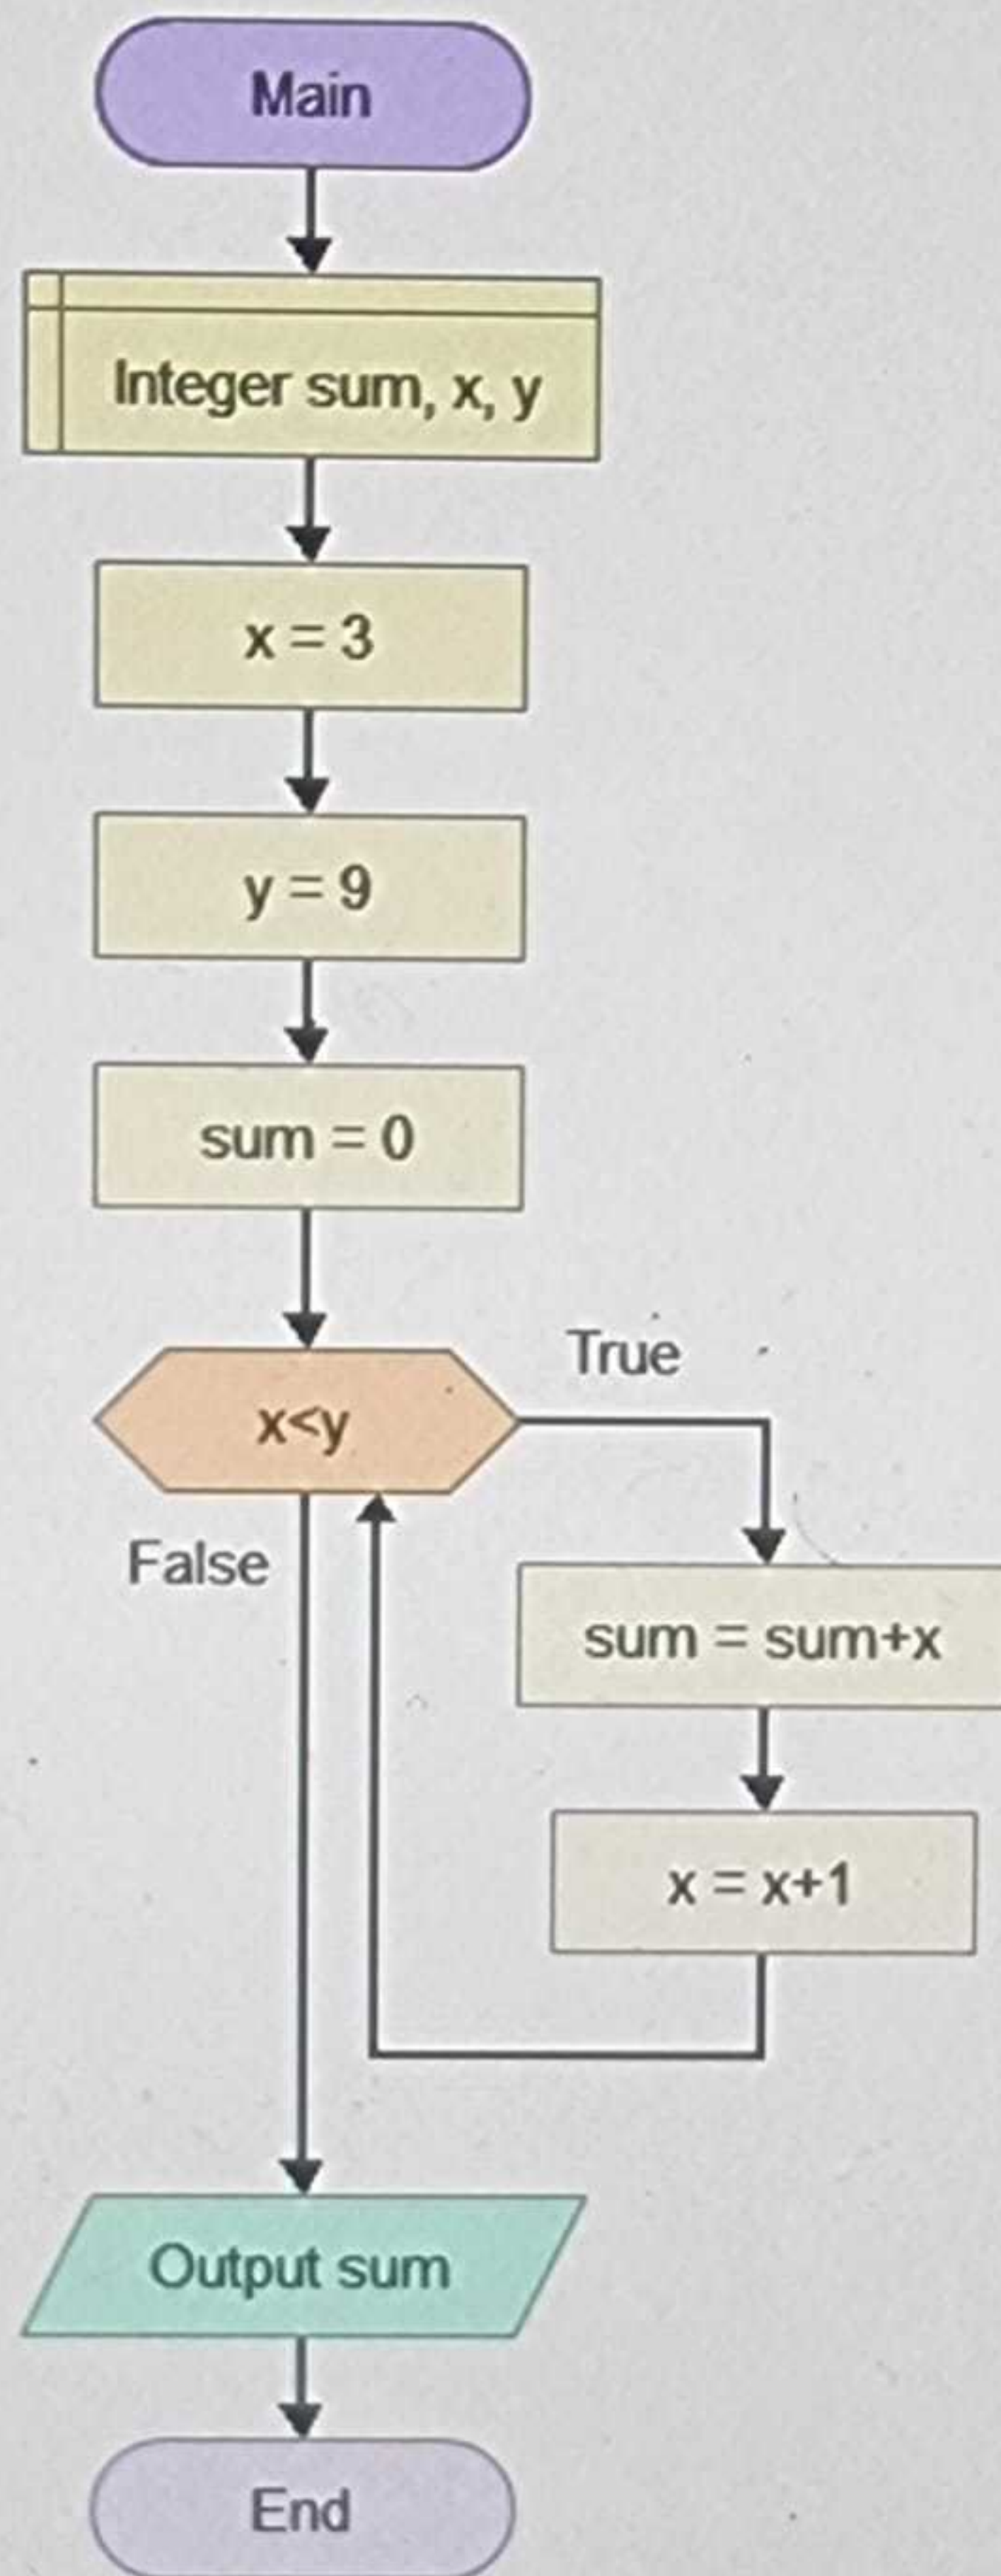 Main
Integer sum, x, y
x = 3
y = 9
sum = 0
x<y
True
False
sum = sum+x
x = x+1
Output sum
End